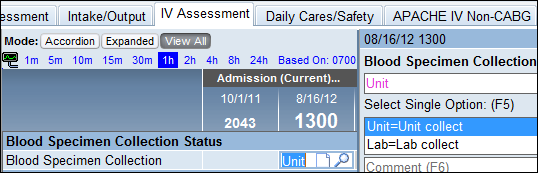 essment Intake/Output IV Assessment Daily Cares/Safety APACHE IV Non-CABG
Mode: Accordion Expanded View All
1m 5m 15m 30m 1h 2h 4h 8h 24h Based On: 0700
Admission (Current)...
10/1/11 8/16/12
2043 1300
Blood Specimen Collection Status
Blood Specimen Collection Unit
08/16/12 1300
Blood Specimen Collection
Unit
Select Single Option: (F5)
Unit=Unit collect
Lab=Lab collect
Comment (F6)